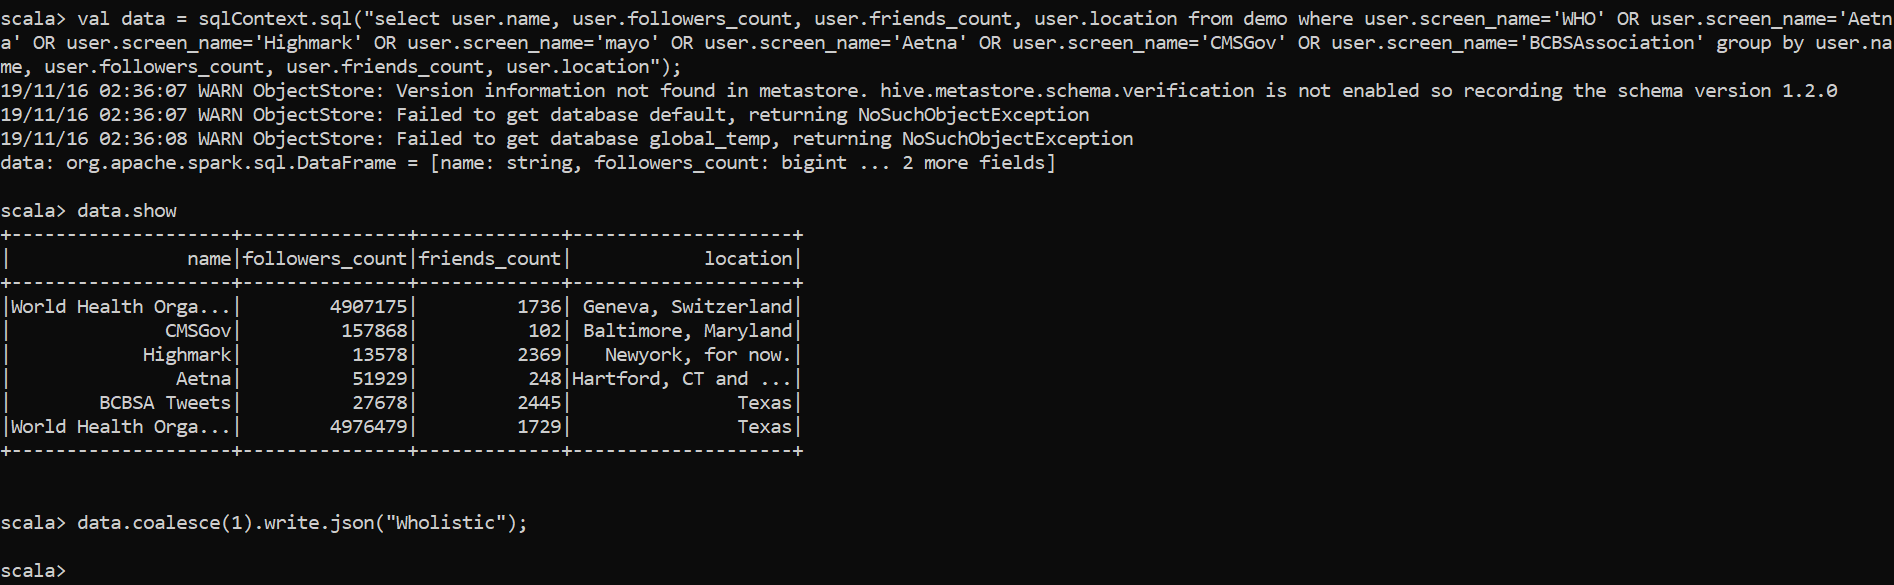 scala> val data = sqlContext.sql("select user.name, user.followers_count, user.friends_count, user.location from demo where user.screen_name='WHO' OR user.screen_name='Aetn
a' OR user.screen_name='Highmark' OR user.screen_name='mayo' OR user.screen_name='Aetna' OR user.screen_name='CMSGov' OR user.screen_name='BCBSAssociation' group by user.na
me, user.followers_count, user.friends_count, user.location");
19/11/16 02:36:07 WARN ObjectStore: Version information not found in metastore. hive.metastore.schema.verification is not enabled so recording the schema version 1.2.0
19/11/16 02:36:07 WARN ObjectStore: Failed to get database default, returning NoSuchObjectException
19/11/16 02:36:08 WARN ObjectStore: Failed to get database global_temp, returning NoSuchObjectException
data: org.apache.spark.sql.DataFrame = [name: string, followers_count: bigint ... 2 more fields]
scala> data.show
+--------------------+---------------+-------------+--------------------+
|                name|followers_count|friends_count|            location|
+--------------------+---------------+-------------+--------------------+
|World Health Orga...|        4907175|         1736| Geneva, Switzerland|
|              CMSGov|         157868|          102| Baltimore, Maryland|
|            Highmark|          13578|         2369|   Newyork, for now.|
|               Aetna|          51929|          248|Hartford, CT and ...|
|        BCBSA Tweets|          27678|         2445|               Texas|
|World Health Orga...|        4976479|         1729|               Texas|
+--------------------+---------------+-------------+--------------------+
scala> data.coalesce(1).write.json("Wholistic");
scala>